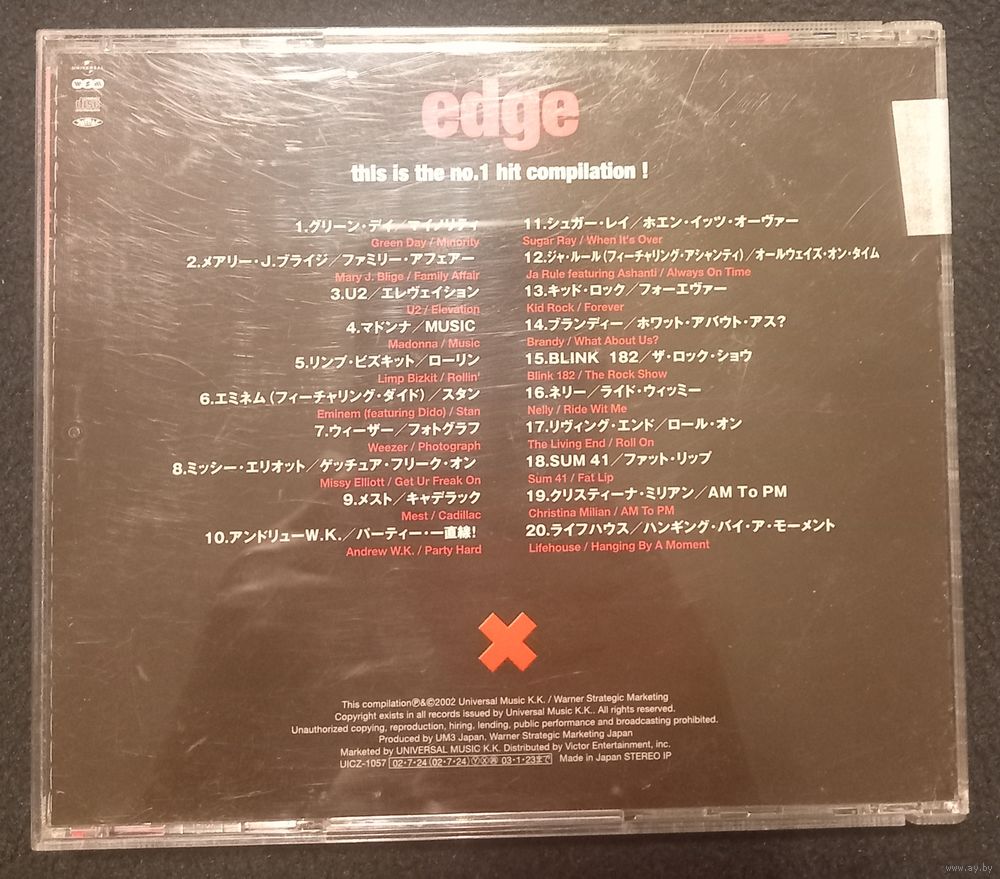 UNIVERSAL
disc
edge
this is the no.1 hit compilation !
1.グリーン・デイ／マイノリティ
Green Day / Minority
2.メアリー・J.ブライジ／ファミリー・アフェアー
Mary J. Blige / Family Affair
3.U2／エレヴェイション
U2 / Elevation
4.マドンナ／MUSIC
Madonna / Music
5.リンプ・ビズキット／ローリン
Limp Bizkit / Rollin'
6.エミネム（フィーチャリング・ダイド）／スタン
Eminem (featuring Dido) / Stan
7.ウィーザー／フォトグラフ
Weezer / Photograph
8.ミッシー・エリオット／ゲッチュア・フリーク・オン
Missy Elliott / Get Ur Freak On
9.メスト／キャデラック
Mest / Cadillac
10.アンドリューW.K.／パーティー・一直線!
Andrew W.K. / Party Hard
11.シュガー・レイ／ホエン・イッツ・オーヴァー
Sugar Ray / When It's Over
12.ジャ・ルール（フィーチャリング・アシャンティ）／オールウェイズ・オン・タイム
Ja Rule featuring Ashanti / Always On Time
13.キッド・ロック／フォーエヴァー
Kid Rock / Forever
14.ブランディー／ホワット・アバウト・アス?
Brandy / What About Us?
15.BLINK 182／ザ・ロック・ショウ
Blink 182 / The Rock Show
16.ネリー／ライド・ウィッミー
Nelly / Ride Wit Me
17.リヴィング・エンド／ロール・オン
The Living End / Roll On
18.SUM 41／ファット・リップ
Sum 41 / Fat Lip
19.クリスティーナ・ミリアン／AM To PM
Christina Milian / AM To PM
20.ライフハウス／ハンギング・バイ・ア・モーメント
Lifehouse / Hanging By A Moment
This compilation℗&©2002 Universal Music K.K. / Warner Strategic Marketing
Copyright exists in all records issued by Universal Music K.K.. All rights reserved.
Unauthorized copying, reproduction, hiring, lending, public performance and broadcasting prohibited.
Produced by UM3 Japan, Warner Strategic Marketing Japan
Marketed by UNIVERSAL MUSIC K.K. Distributed by Victor Entertainment, Inc.
UICZ-1057 02・7・24 (02・7・24) Ⓨ Ⓧ 03・1・23まで Made in Japan STEREO IP
www.ay.by